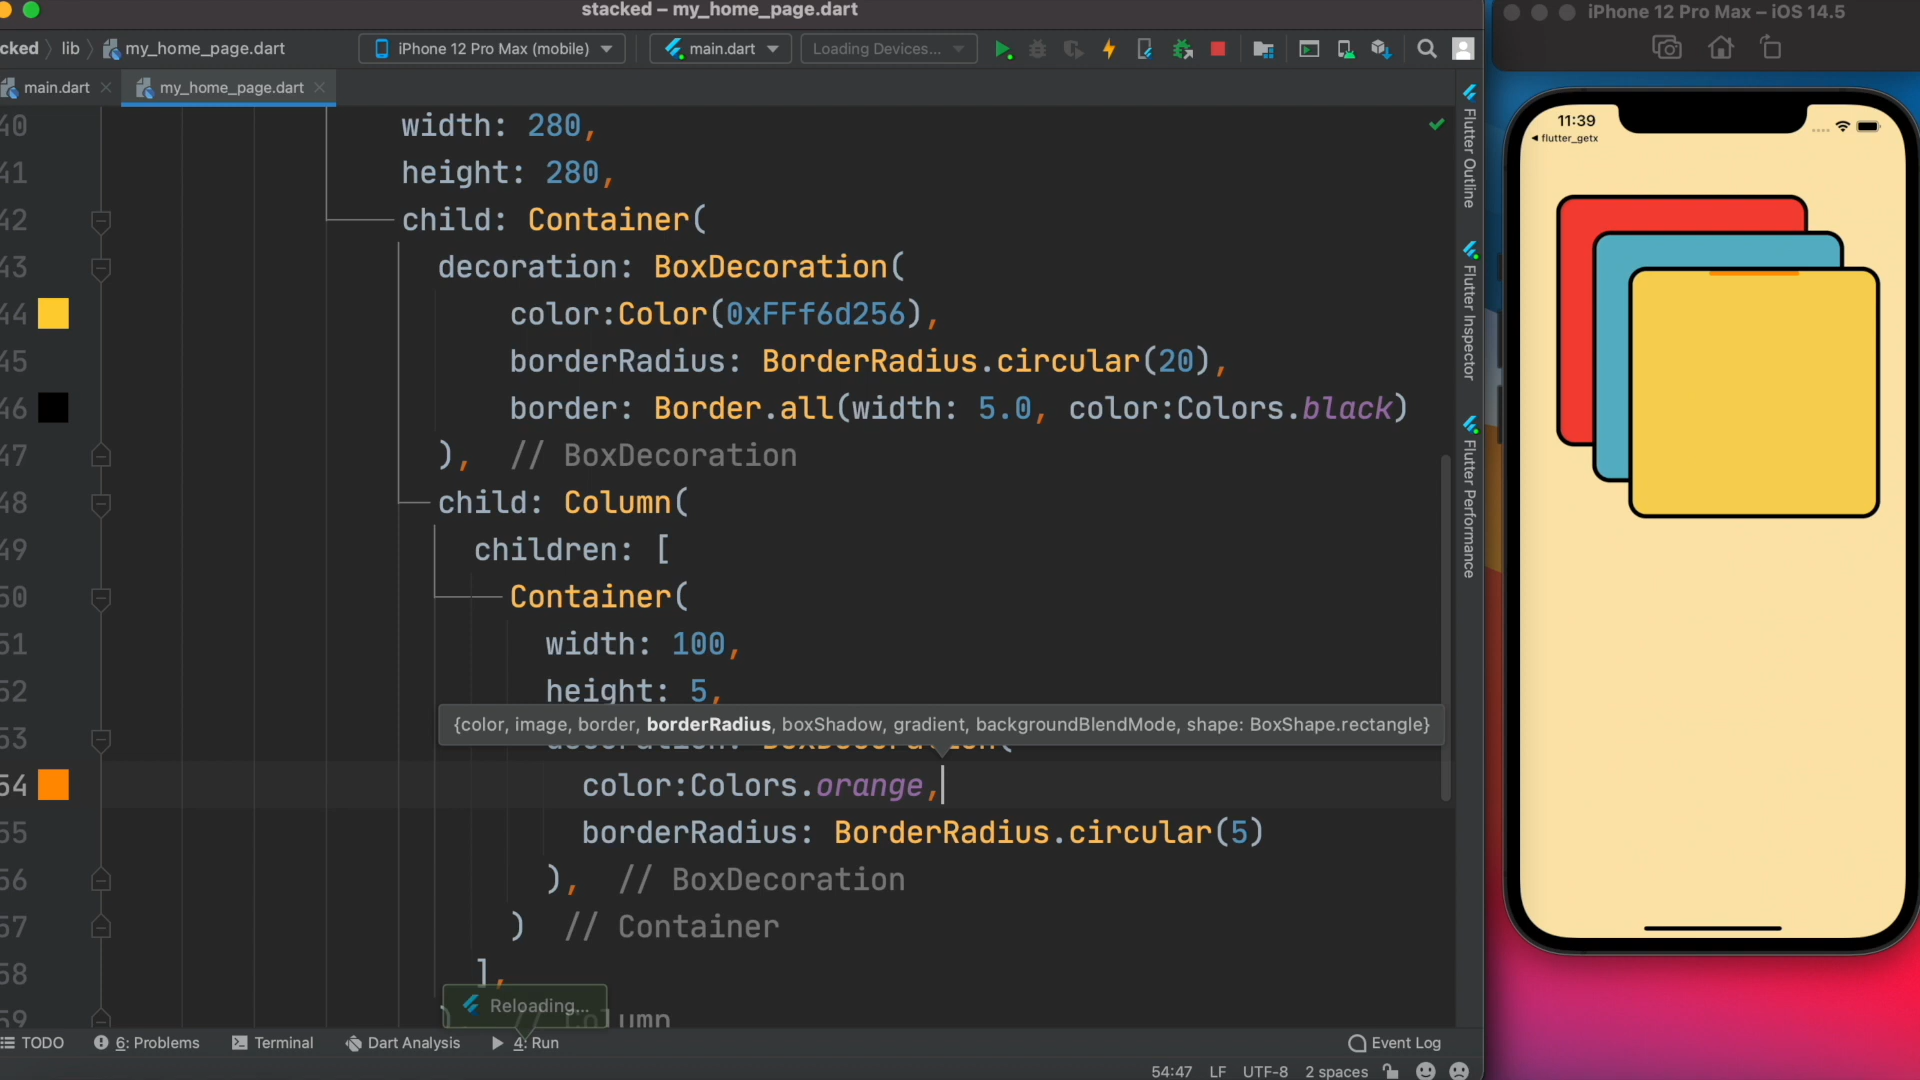 stacked – my_home_page.dart
iPhone 12 Pro Max – iOS 14.5
cked
lib
my_home_page.dart
iPhone 12 Pro Max (mobile)
main.dart
Loading Devices...
main.dart
my_home_page.dart
40 width: 280,
41 height: 280,
42 child: Container(
43 decoration: BoxDecoration(
44 color:Color(0xFFf6d256),
45 borderRadius: BorderRadius.circular(20),
46 border: Border.all(width: 5.0, color:Colors.black)
47 ), // BoxDecoration
48 child: Column(
49 children: [
50 Container(
51 width: 100,
52 height: 5,
{color, image, border, borderRadius, boxShadow, gradient, backgroundBlendMode, shape: BoxShape.rectangle}
53 decoration: BoxDecoration(
54 color:Colors.orange,
55 borderRadius: BorderRadius.circular(5)
56 ), // BoxDecoration
57 ) // Container
58 ],
Reloading...
59 ) // Column
Flutter Outline
Flutter Inspector
Flutter Performance
11:39
◂ flutter_getx
TODO
6: Problems
Terminal
Dart Analysis
4: Run
Event Log
54:47 LF UTF-8 2 spaces